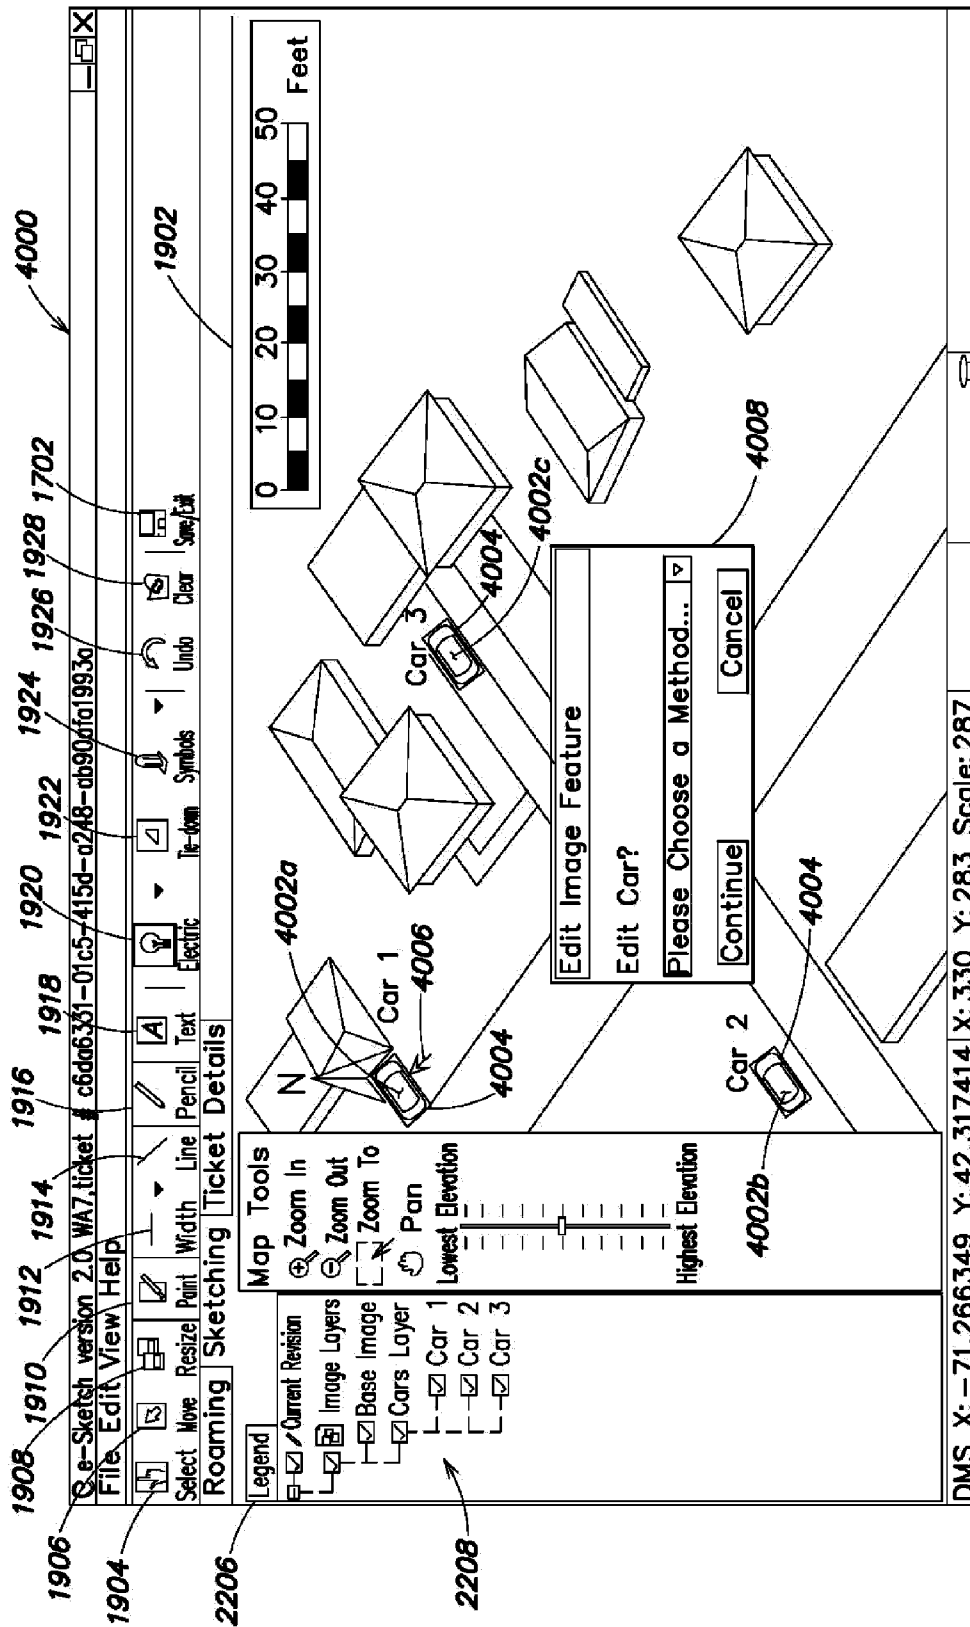 4000
1902
1904
1906
1908
1910
1912
1914
1916
1918
1920
1922
1924
1926
1928
1702
e-Sketch version 2.0 WA7.ticket # c6da6331-01c5-415d-a248-ab90afa1993a
File Edit View Help
Select Move Resize Paint Width Line Pencil Text Electric Tie-down Symbols Undo Clear Save/Exit
Roaming Sketching Ticket Details
2206
Legend
Current Revision
Image Layers
Base Image
Cars Layer
Car 1
Car 2
Car 3
2208
Map Tools
Zoom In
Zoom Out
Zoom To
Pan
Lowest Elevation
Highest Elevation
0 10 20 30 40 50
Feet
N
4002a
Car 1
4006
4004
Car 3
4004
4002c
Car 2
4004
4002b
4008
Edit Image Feature
Edit Car?
Please Choose a Method...
Continue Cancel
DMS X:-71.266349 Y:42.317414 X:330 Y:283 Scale:287